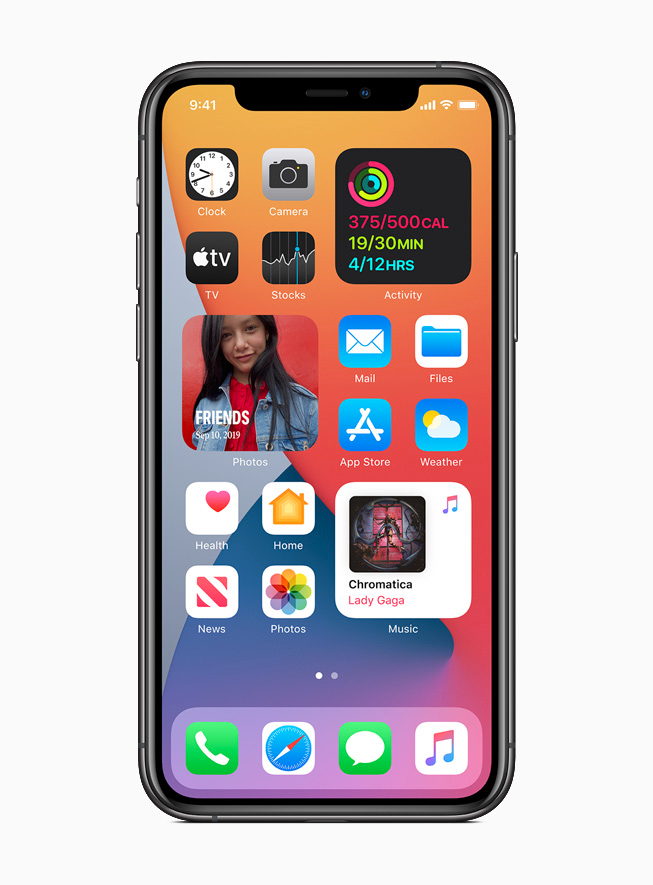 9:41
Clock
Camera
375/500CAL
19/30MIN
4/12HRS
tv
TV
Stocks
Activity
FRIENDS
Sep 10, 2019
Photos
Mail
Files
App Store
Weather
Health
Home
Chromatica
Lady Gaga
News
Photos
Music